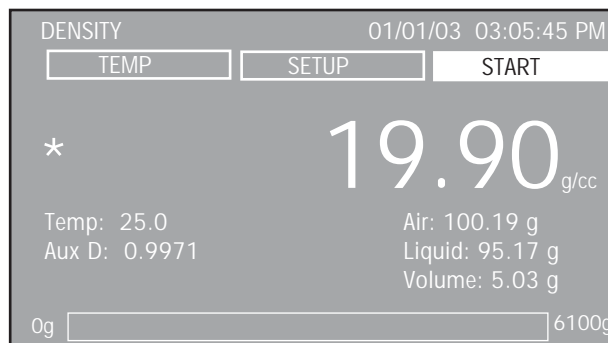 DENSITY 01/01/03 03:05:45 PM
TEMP SETUP START
* 19.90 g/cc
Temp: 25.0 Air: 100.19 g
Aux D: 0.9971 Liquid: 95.17 g
Volume: 5.03 g
0g 6100g